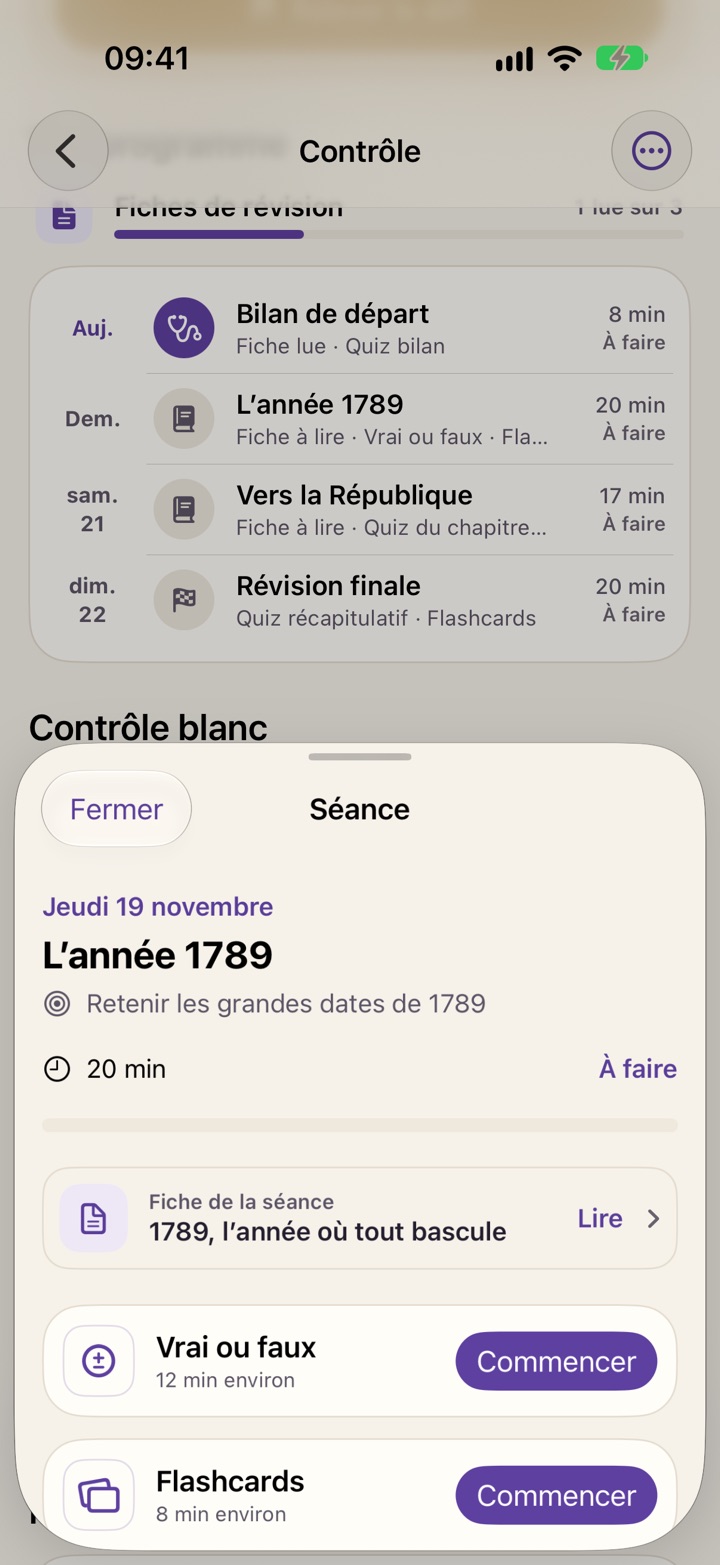 09:41
programme
Contrôle
Fiches de révision
1 lue sur 3
Auj.
Bilan de départ
8 min
Fiche lue · Quiz bilan
À faire
Dem.
L’année 1789
20 min
Fiche à lire · Vrai ou faux · Fla...
À faire
sam.
21
Vers la République
17 min
Fiche à lire · Quiz du chapitre...
À faire
dim.
22
Révision finale
20 min
Quiz récapitulatif · Flashcards
À faire
Contrôle blanc
Fermer
Séance
Jeudi 19 novembre
L’année 1789
Retenir les grandes dates de 1789
20 min
À faire
Fiche de la séance
1789, l’année où tout bascule
Lire
Vrai ou faux
12 min environ
Commencer
Flashcards
8 min environ
Commencer